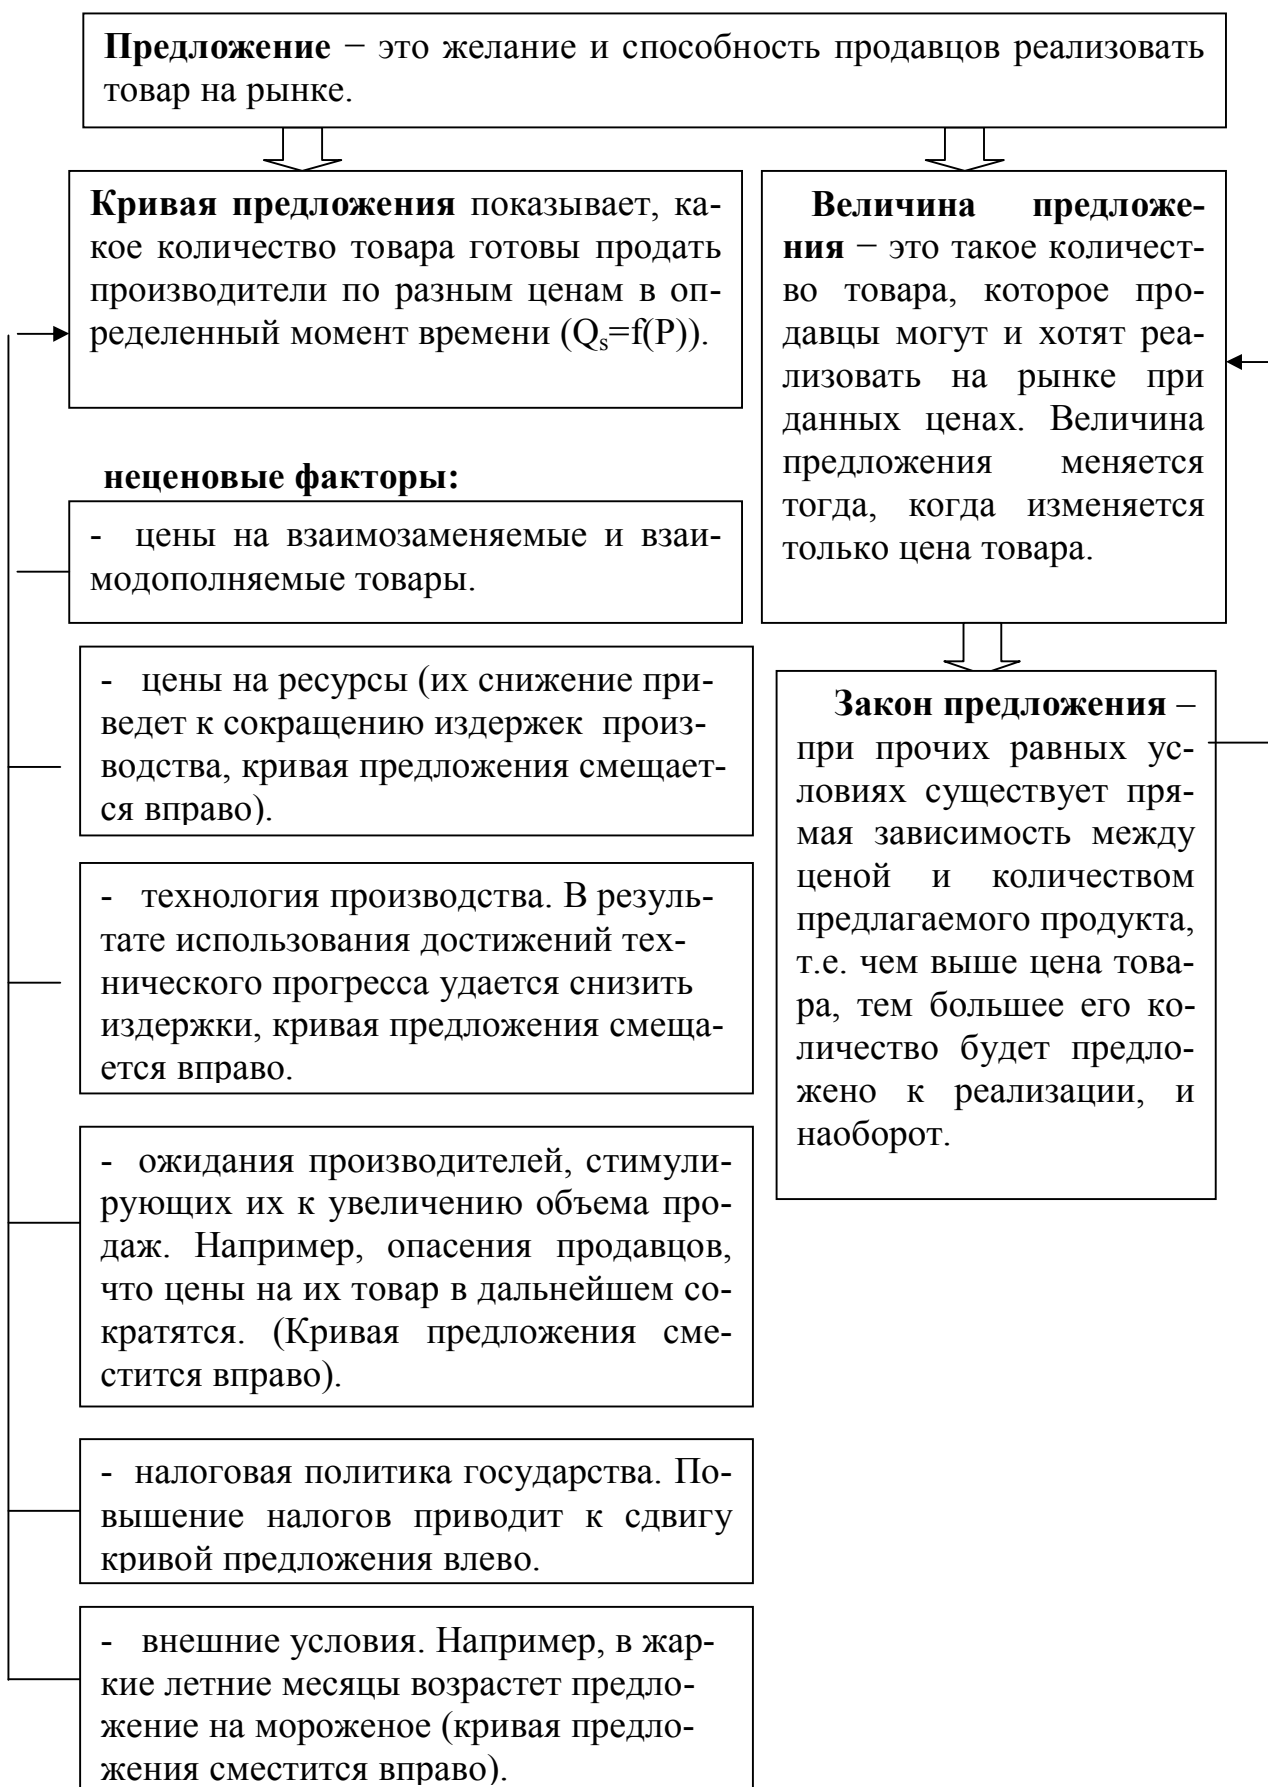 Предложение − это желание и способность продавцов реализовать
товар на рынке.
Кривая предложения показывает, ка-
кое количество товара готовы продать
производители по разным ценам в оп-
ределенный момент времени (Qs=f(P)).
Величина предложе-
ния − это такое количест-
во товара, которое про-
давцы могут и хотят реа-
лизовать на рынке при
данных ценах. Величина
предложения меняется
тогда, когда изменяется
только цена товара.
неценовые факторы:
- цены на взаимозаменяемые и взаи-
модополняемые товары.
- цены на ресурсы (их снижение при-
ведет к сокращению издержек произ-
водства, кривая предложения смещает-
ся вправо).
- технология производства. В резуль-
тате использования достижений тех-
нического прогресса удается снизить
издержки, кривая предложения смеща-
ется вправо.
- ожидания производителей, стимули-
рующих их к увеличению объема про-
даж. Например, опасения продавцов,
что цены на их товар в дальнейшем со-
кратятся. (Кривая предложения сме-
стится вправо).
- налоговая политика государства. По-
вышение налогов приводит к сдвигу
кривой предложения влево.
- внешние условия. Например, в жар-
кие летние месяцы возрастет предло-
жение на мороженое (кривая предло-
жения сместится вправо).
Закон предложения –
при прочих равных ус-
ловиях существует пря-
мая зависимость между
ценой и количеством
предлагаемого продукта,
т.е. чем выше цена това-
ра, тем большее его ко-
личество будет предло-
жено к реализации, и
наоборот.